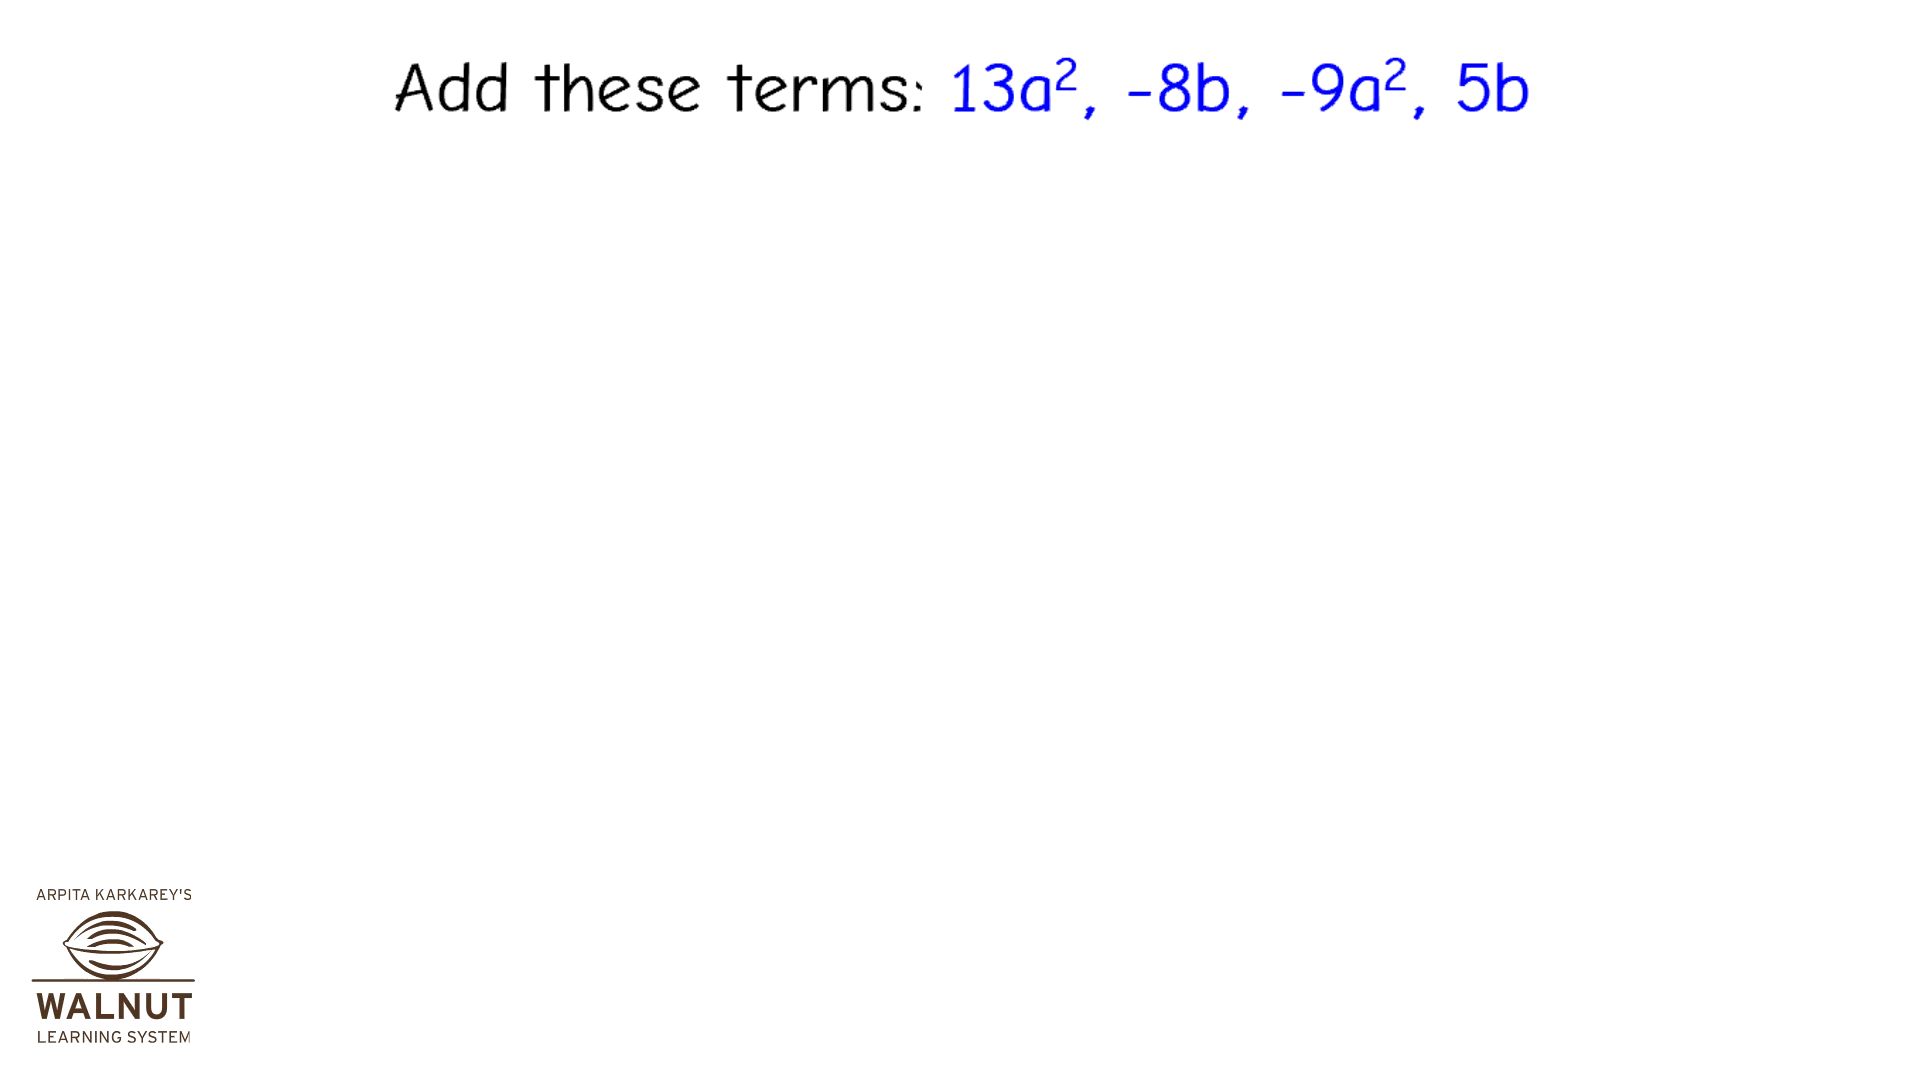 Add these terms: 13a², -8b, -9a², 5b
ARPITA KARKAREY'S
WALNUT
LEARNING SYSTEM